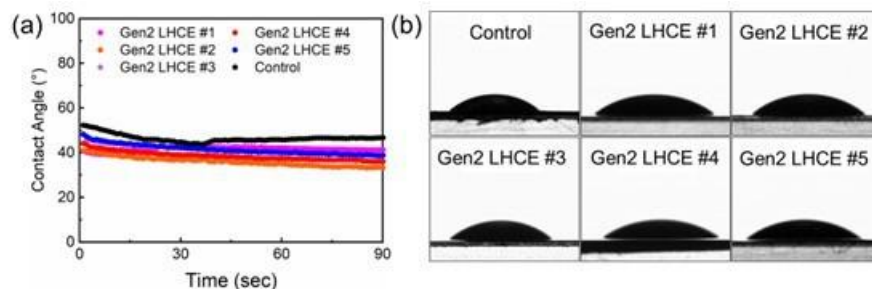 (a)
100
80
60
40
20
0
Contact Angle (°)
Gen2 LHCE #1
Gen2 LHCE #4
Gen2 LHCE #2
Gen2 LHCE #5
Gen2 LHCE #3
Control
0
30
60
90
Time (sec)
(b)
Control
Gen2 LHCE #1
Gen2 LHCE #2
Gen2 LHCE #3
Gen2 LHCE #4
Gen2 LHCE #5